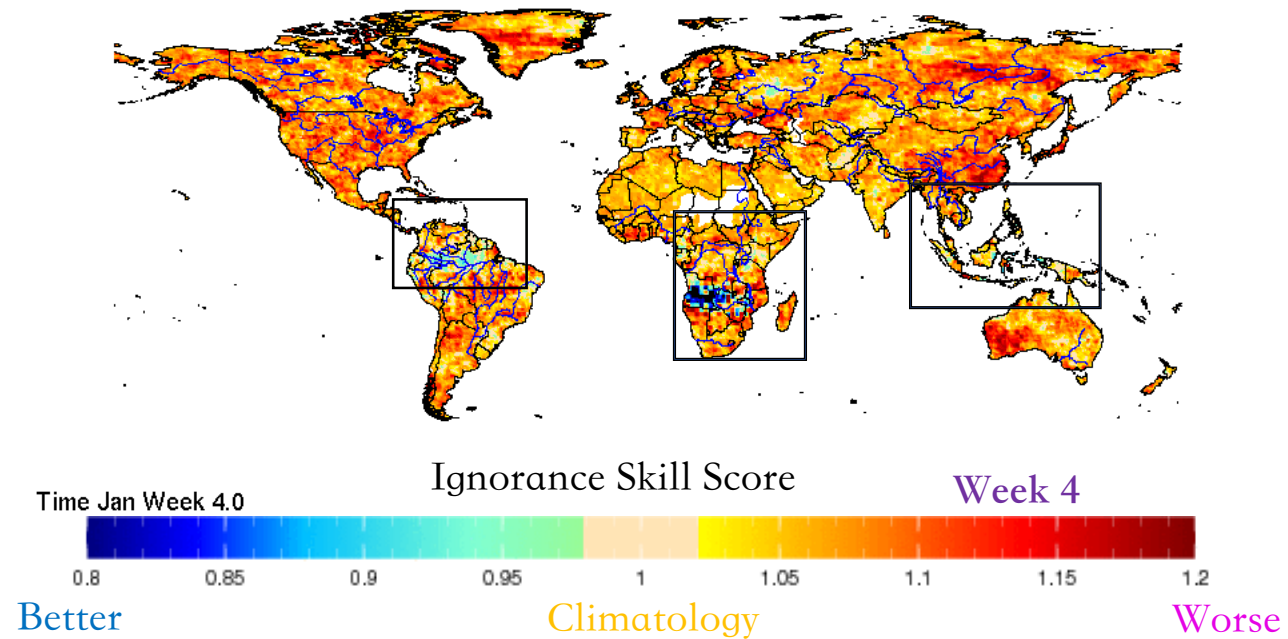 Ignorance Skill Score
Time Jan Week 4.0
Week 4
0.8 0.85 0.9 0.95 1 1.05 1.1 1.15 1.2
Better Climatology Worse